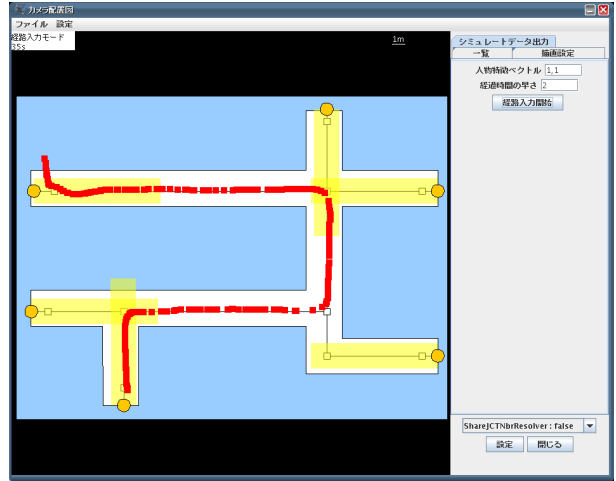 カメラ配置図
ファイル 設定
経路入力モード
35s
1m
シミュレートデータ出力
一覧 描画設定
人物特徴ベクトル 1,1
経過時間の早さ 2
経路入力開始
ShareJCTNbrResolver : false
設定 閉じる